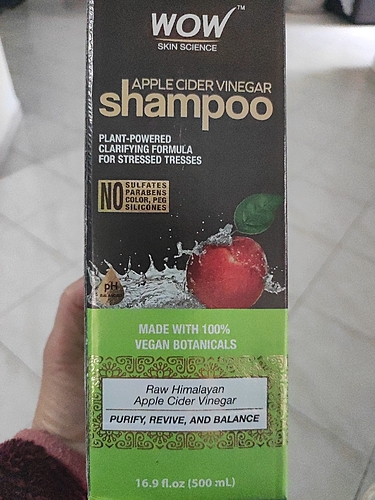 WOW™
SKIN SCIENCE
APPLE CIDER VINEGAR
shampoo
PLANT-POWERED
CLARIFYING FORMULA
FOR STRESSED TRESSES
NO SULFATES
PARABENS
COLOR, PEG
SILICONES
pH
MADE WITH 100%
VEGAN BOTANICALS
Raw Himalayan
Apple Cider Vinegar
PURIFY, REVIVE, AND BALANCE
16.9 fl.oz (500 mL.)